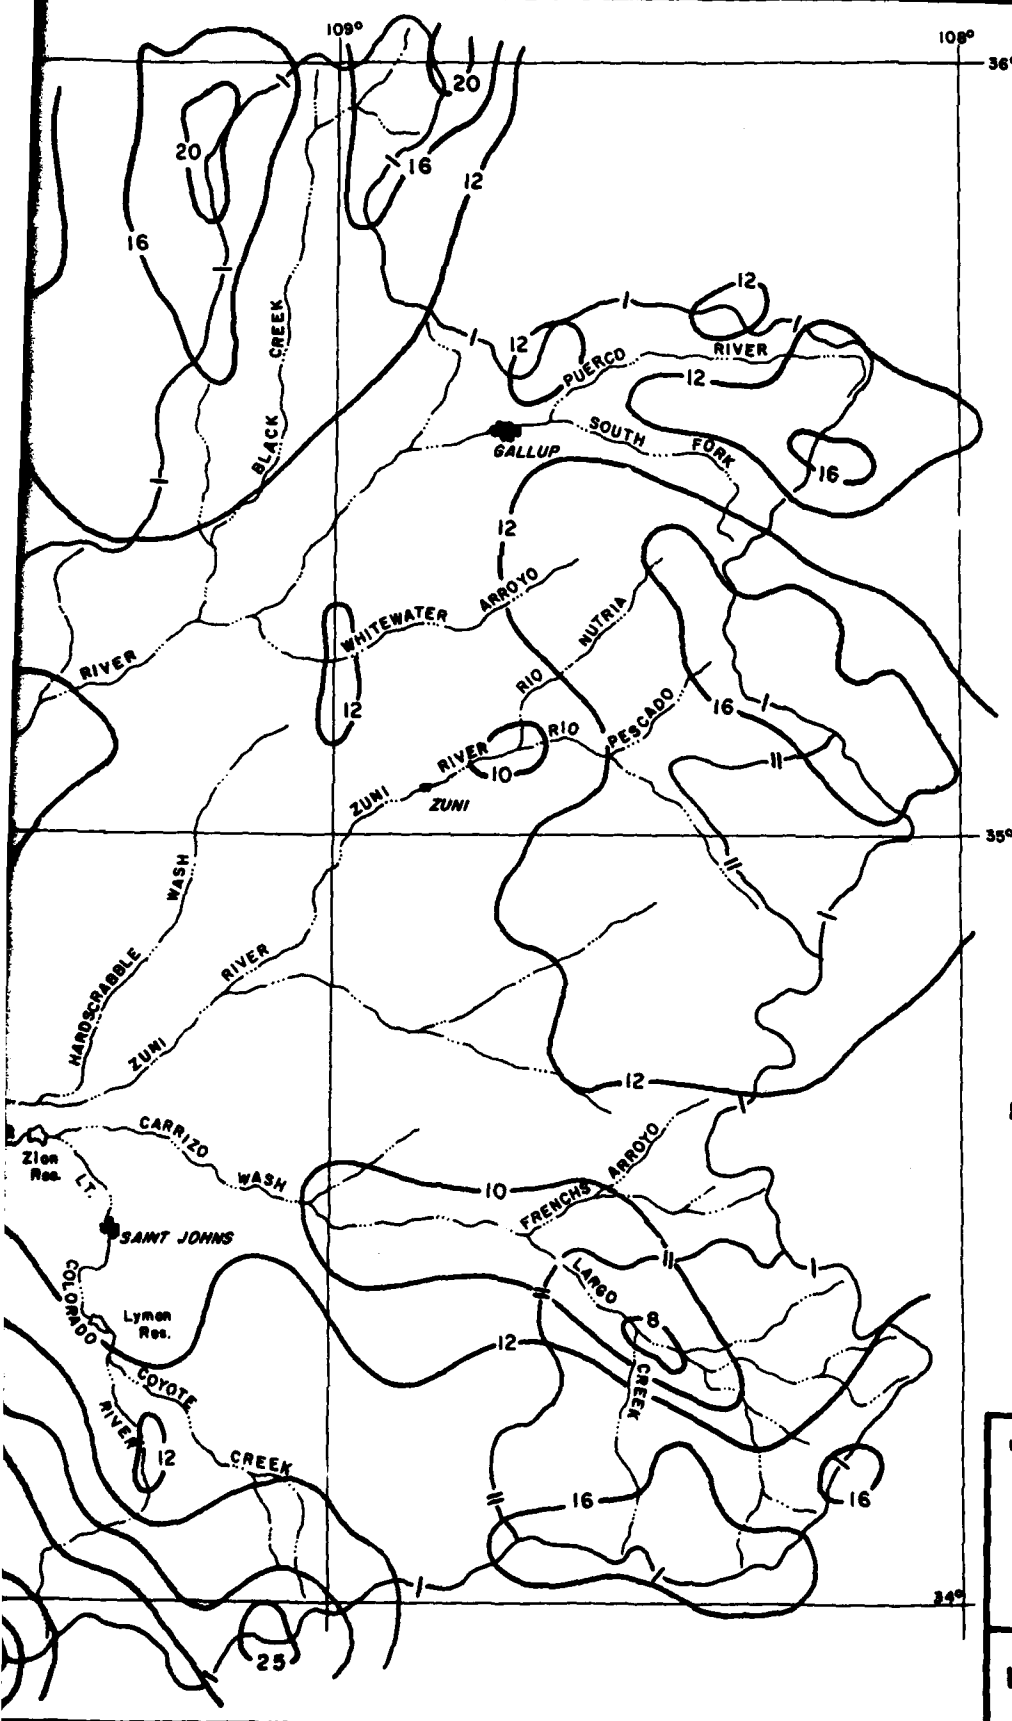 109°
108°
36°
20
20
16
12
16
12
12
BLACK CREEK
PUERCO RIVER
12
SOUTH FORK
GALLUP
16
12
WHITEWATER ARROYO
RIO NUTRIA
RIVER
12
16
RIO PESCADO
ZUNI RIVER
10
ZUNI
35°
HARDSCRABBLE WASH
ZUNI RIVER
12
CARRIZO WASH
Zion
Res.
LT. COLORADO RIVER
10
FRENCHS ARROYO
SAINT JOHNS
LARGO CREEK
Lyman
Res.
8
12
COYOTE CREEK
12
16
16
34°
25